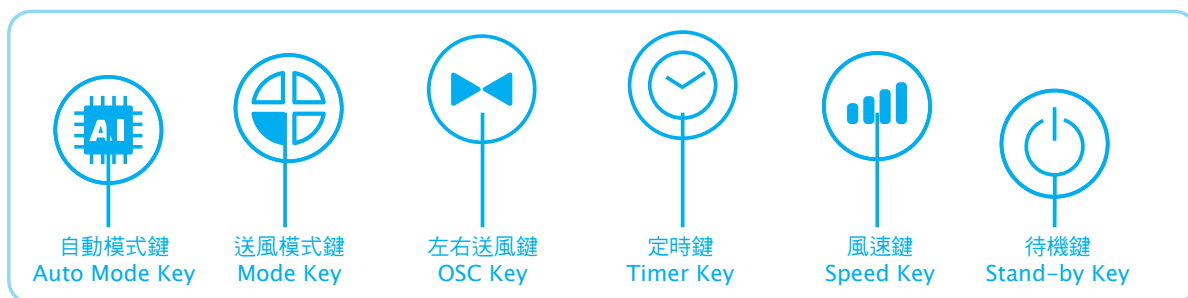 AI
自動模式鍵
Auto Mode Key
送風模式鍵
Mode Key
左右送風鍵
OSC Key
定時鍵
Timer Key
風速鍵
Speed Key
待機鍵
Stand-by Key